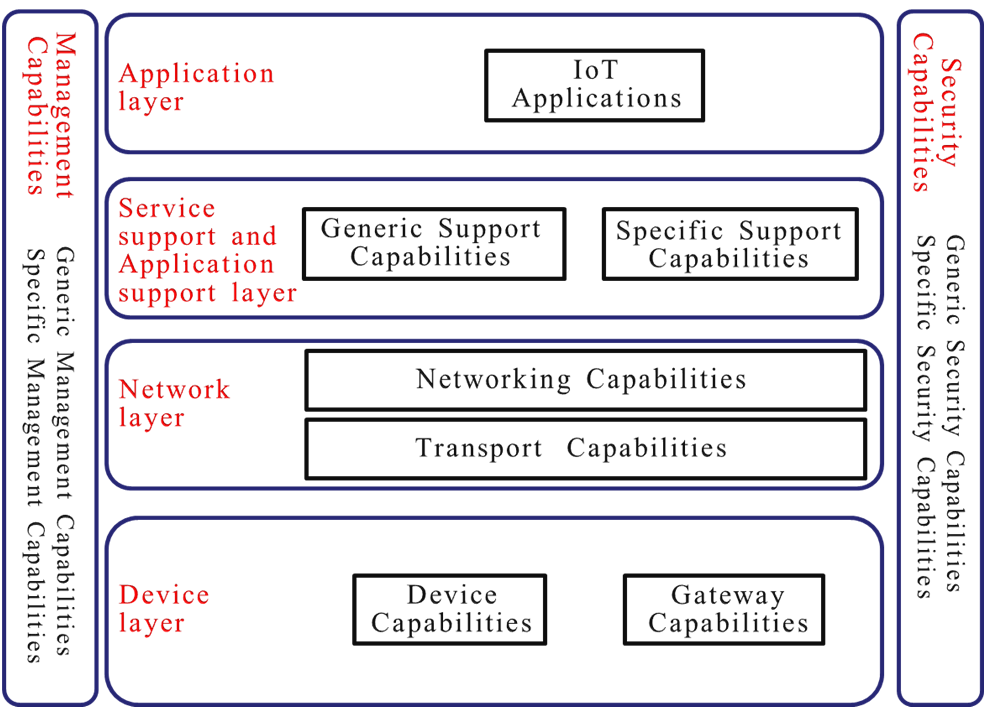 Management
Capabilities
Generic Management Capabilities
Specific Management Capabilities
Application
layer
IoT
Applications
Service
support and
Application
support layer
Generic Support
Capabilities
Specific Support
Capabilities
Network
layer
Networking Capabilities
Transport Capabilities
Device
layer
Device
Capabilities
Gateway
Capabilities
Security
Capabilities
Generic Security Capabilities
Specific Security Capabilities